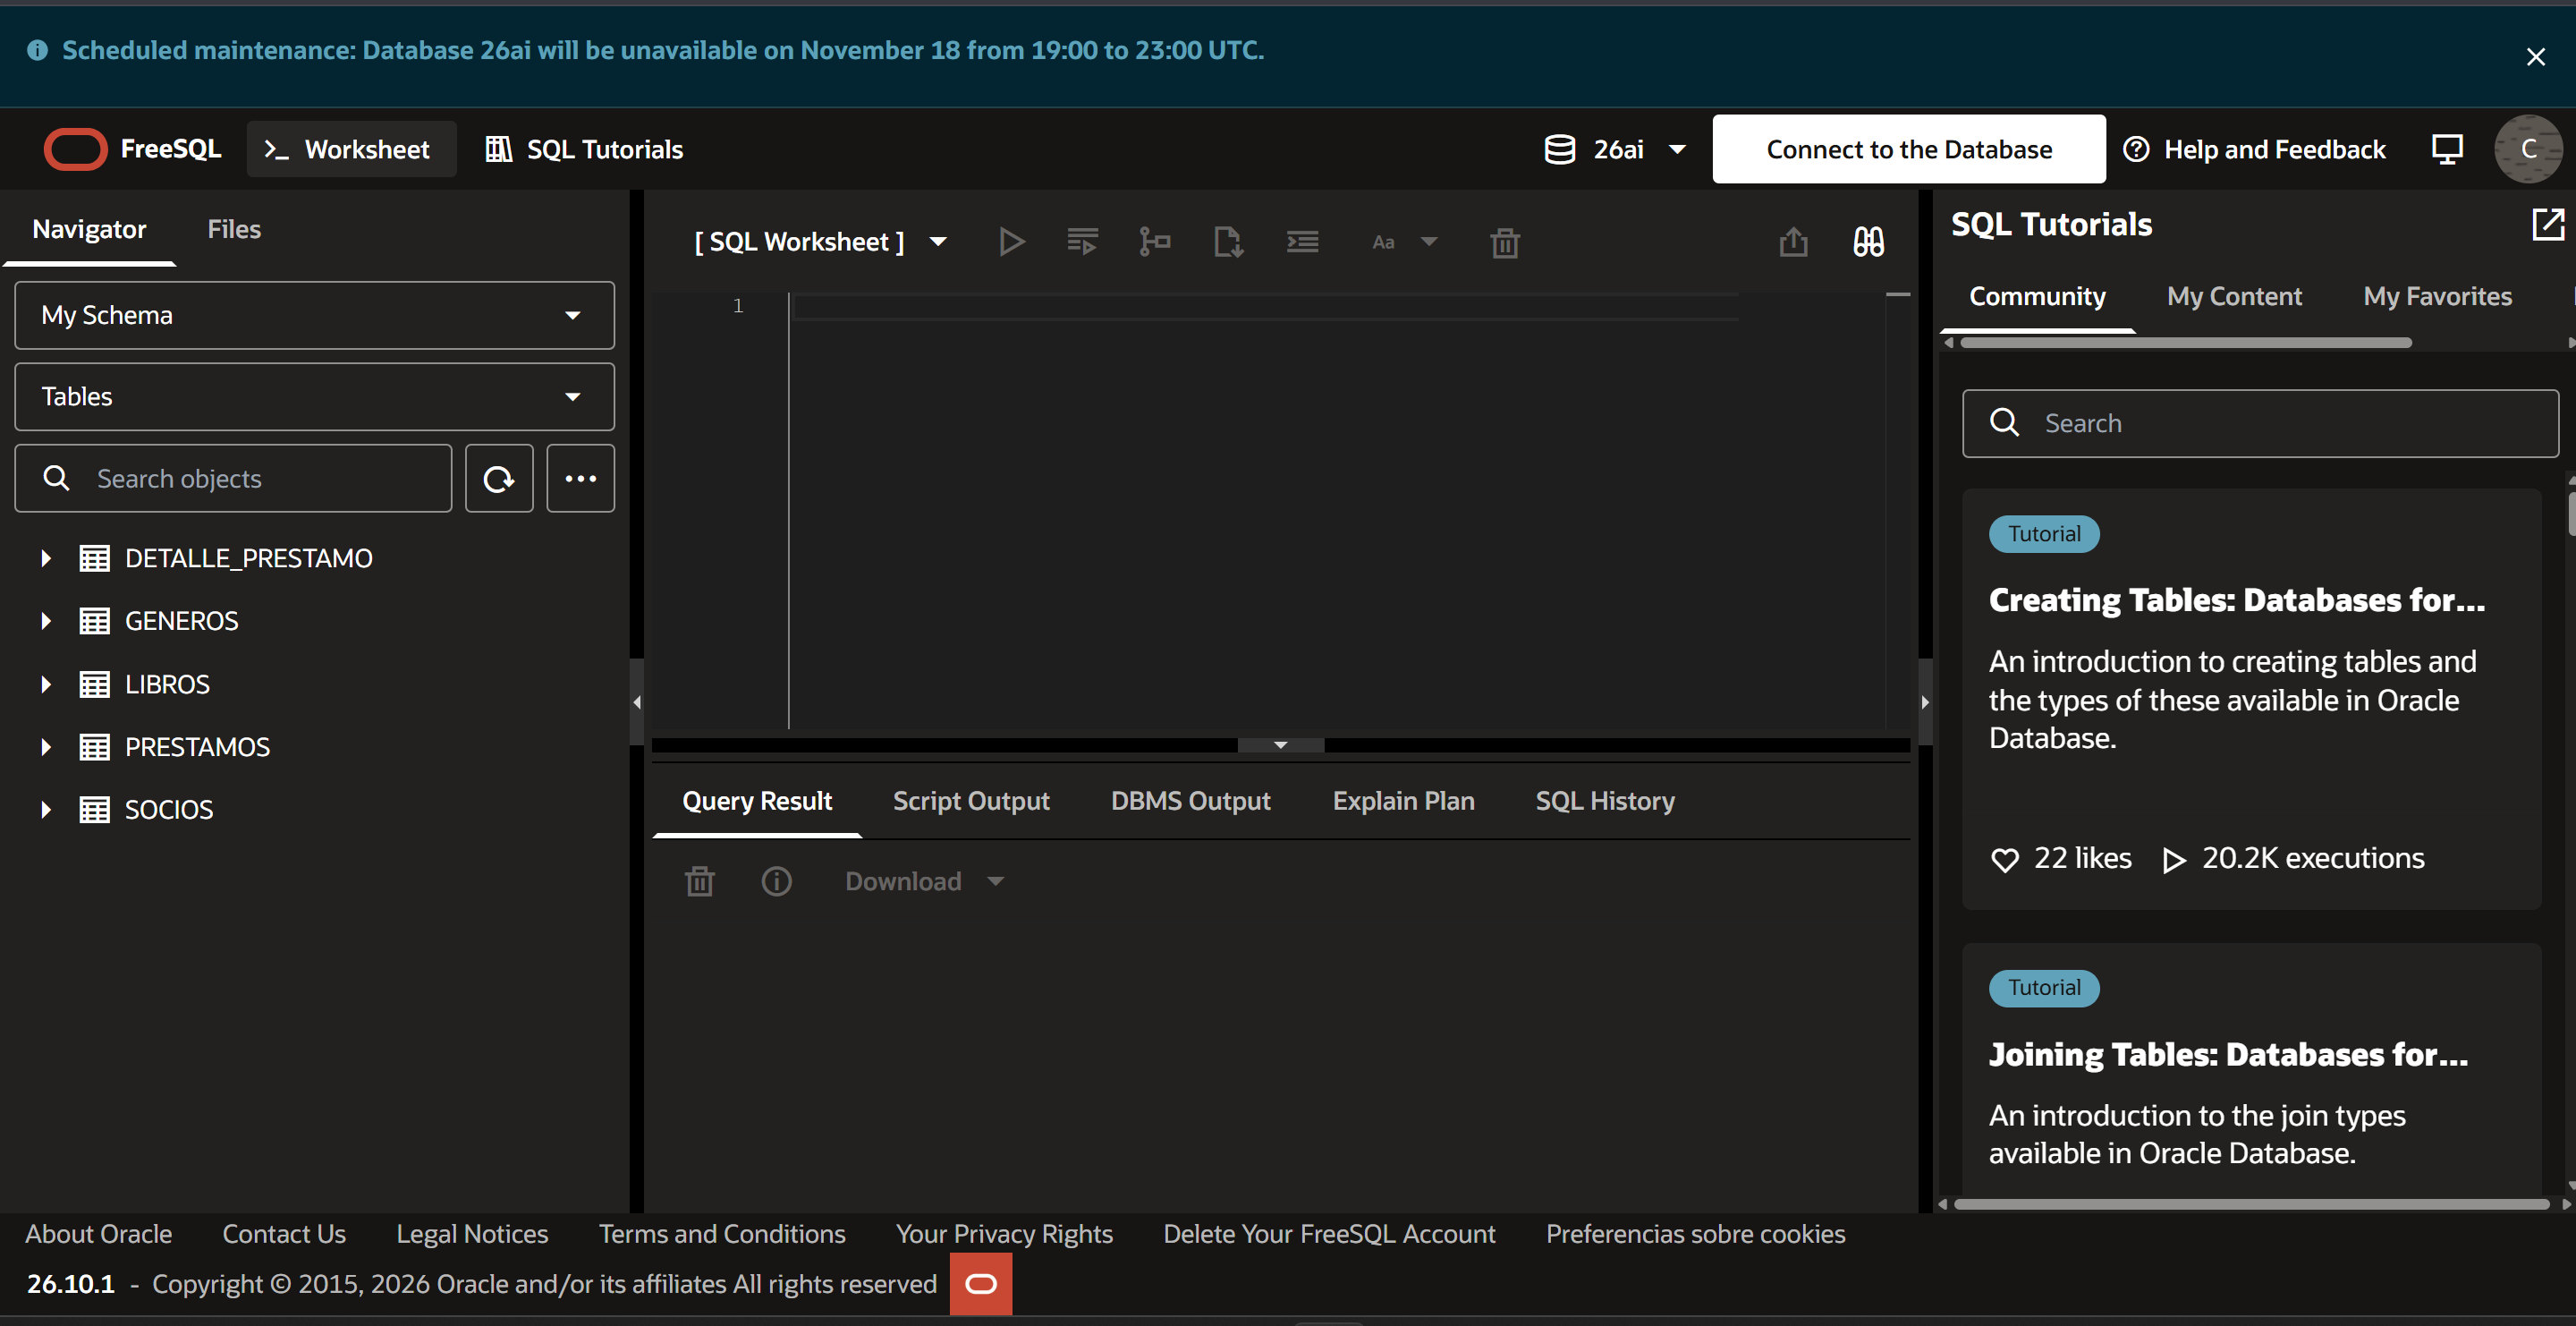 Scheduled maintenance: Database 26ai will be unavailable on November 18 from 19:00 to 23:00 UTC.
FreeSQL
Worksheet
SQL Tutorials
26ai
Connect to the Database
Help and Feedback
C
Navigator
Files
My Schema
Tables
Search objects
DETALLE_PRESTAMO
GENEROS
LIBROS
PRESTAMOS
SOCIOS
[ SQL Worksheet ]
Aa
1
Query Result
Script Output
DBMS Output
Explain Plan
SQL History
Download
SQL Tutorials
Community
My Content
My Favorites
Search
Tutorial
Creating Tables: Databases for...
An introduction to creating tables and
the types of these available in Oracle
Database.
22 likes
20.2K executions
Tutorial
Joining Tables: Databases for...
An introduction to the join types
available in Oracle Database.
About Oracle
Contact Us
Legal Notices
Terms and Conditions
Your Privacy Rights
Delete Your FreeSQL Account
Preferencias sobre cookies
26.10.1 - Copyright © 2015, 2026 Oracle and/or its affiliates All rights reserved